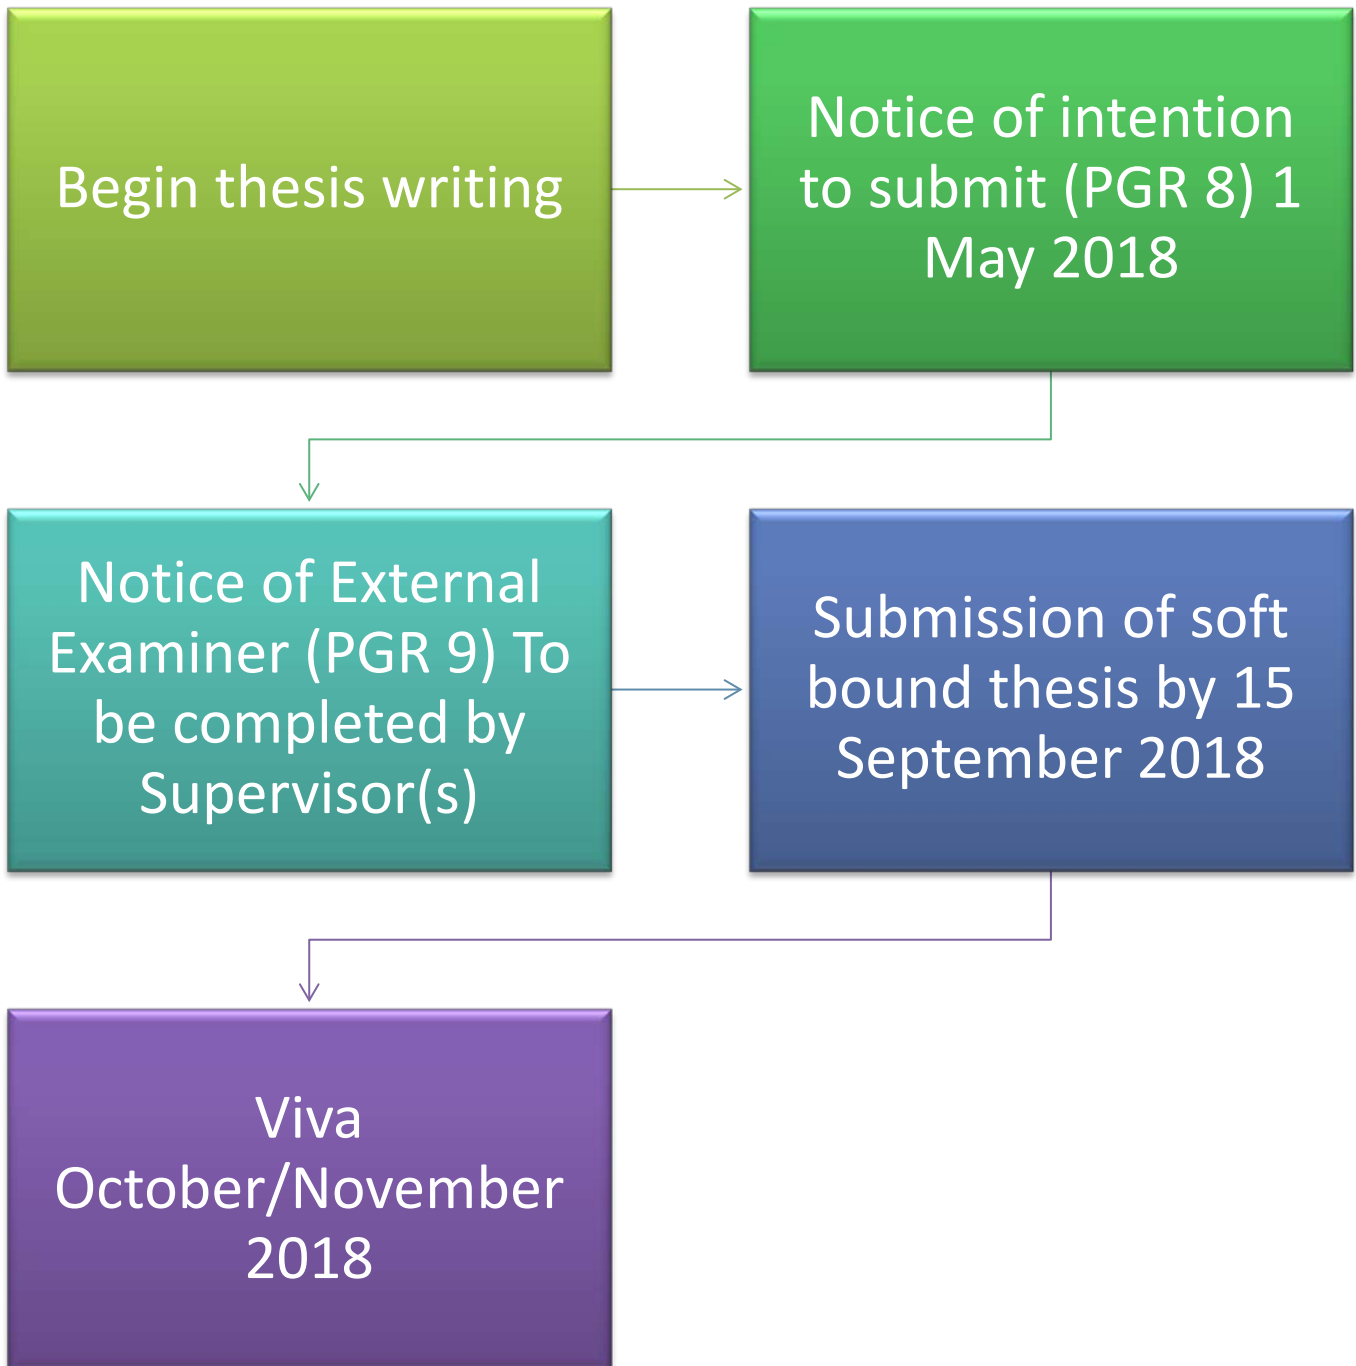 Begin thesis writing
Notice of intention
to submit (PGR 8) 1
May 2018
Notice of External
Examiner (PGR 9) To
be completed by
Supervisor(s)
Submission of soft
bound thesis by 15
September 2018
Viva
October/November
2018